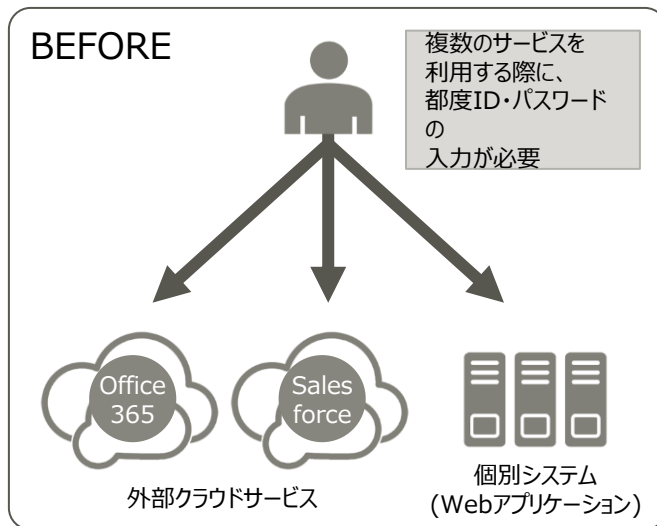 BEFORE
複数のサービスを
利用する際に、
都度ID・パスワード
の
入力が必要
Office
365
Sales
force
外部クラウドサービス
個別システム
(Webアプリケーション)